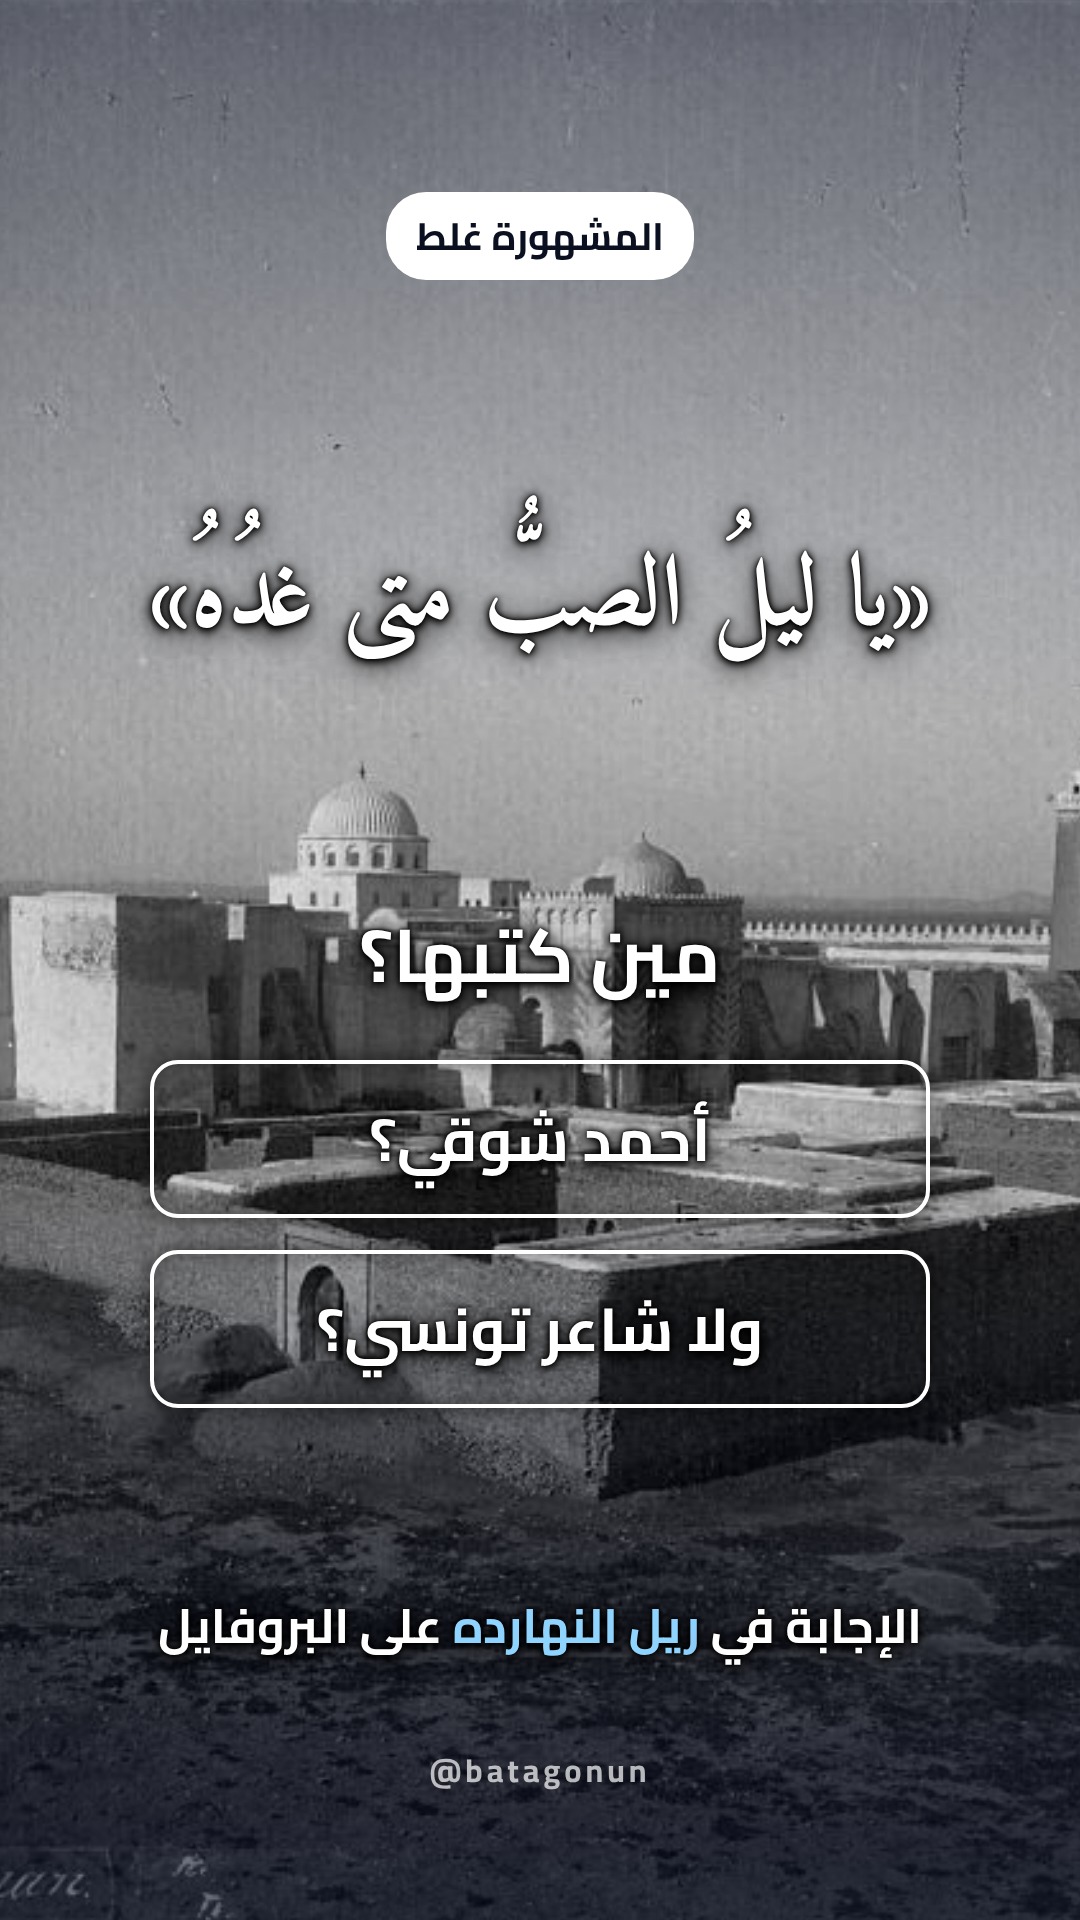 المشهورة غلط
«يا ليلُ الصبُّ متى غدُهُ»
مين كتبها؟
أحمد شوقي؟
ولا شاعر تونسي؟
الإجابة في ريل النهارده على البروفايل
@batagonun